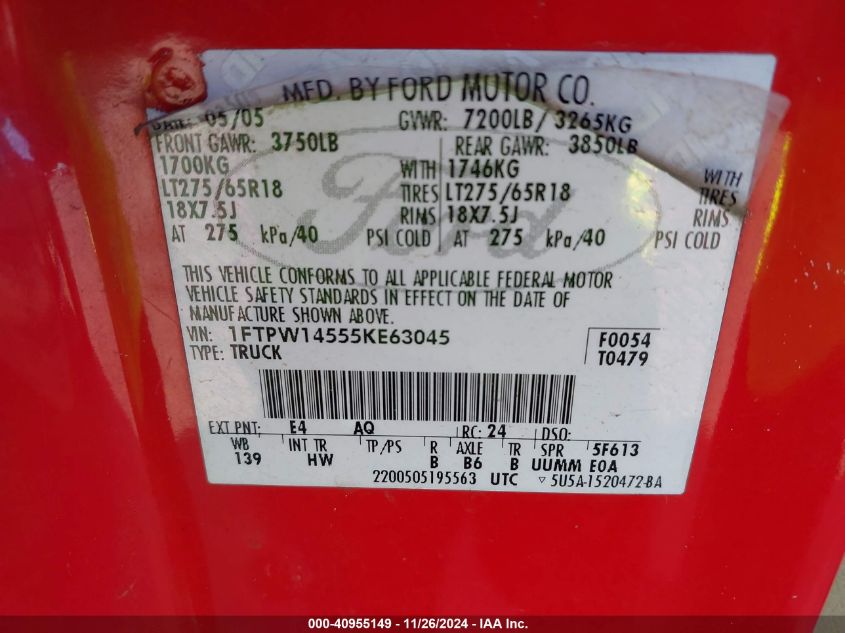 MFD. BY FORD MOTOR CO.
05/05 GVWR: 7200LB/ 3265KG
FRONT GAWR: 3750LB REAR GAWR: 3850LB
1700KG WITH 1746KG WITH
LT275/65R18 TIRES LT275/65R18 TIRES
18X7.5J RIMS 18X7.5J RIMS
AT 275 kPa/40 PSI COLD AT 275 kPa/40 PSI COLD
Ford
THIS VEHICLE CONFORMS TO ALL APPLICABLE FEDERAL MOTOR
VEHICLE SAFETY STANDARDS IN EFFECT ON THE DATE OF
MANUFACTURE SHOWN ABOVE.
VIN: 1FTPW14555KE63045 F0054
TYPE: TRUCK T0479
EXT PNT: E4 AQ RC: 24 DSO:
WB INT TR TP/PS R AXLE TR SPR 5F613
139 HW B B6 B UUMM E0A
2200505195563 UTC ▿ 5U5A-1520472-BA
000-40955149 - 11/26/2024 - IAA Inc.